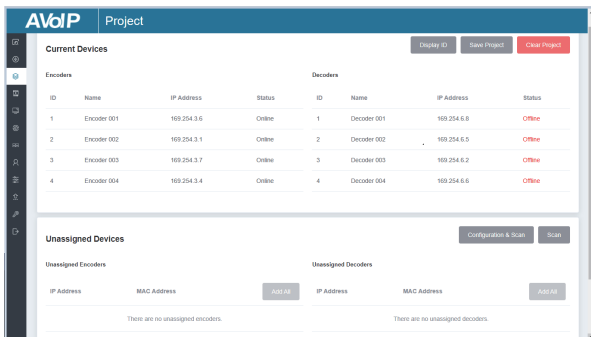 AVoIP Project
Current Devices
Display ID Save Project Clear Project
Encoders
ID Name IP Address Status
1 Encoder 001 169.254.3.6 Online
2 Encoder 002 169.254.3.1 Online
3 Encoder 003 169.254.3.7 Online
4 Encoder 004 169.254.3.4 Online
Decoders
ID Name IP Address Status
1 Decoder 001 169.254.6.8 Offline
2 Decoder 002 169.254.6.5 Offline
3 Decoder 003 169.254.6.2 Offline
4 Decoder 004 169.254.6.6 Offline
Unassigned Devices
Configuration & Scan Scan
Unassigned Encoders
IP Address MAC Address Add All
There are no unassigned encoders.
Unassigned Decoders
IP Address MAC Address Add All
There are no unassigned decoders.